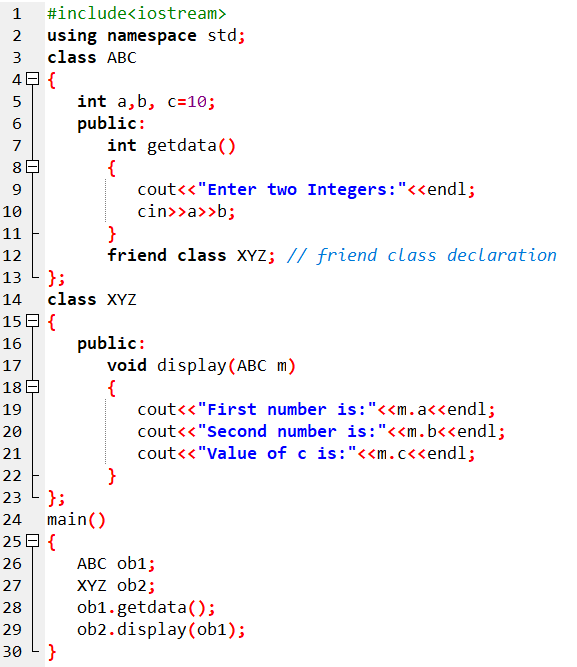 1 #include<iostream>
2 using namespace std;
3 class ABC
4 {
5 int a,b, c=10;
6 public:
7 int getdata()
8 {
9 cout<<"Enter two Integers:"<<endl;
10 cin>>a>>b;
11 }
12 friend class XYZ; // friend class declaration
13 };
14 class XYZ
15 {
16 public:
17 void display(ABC m)
18 {
19 cout<<"First number is:"<<m.a<<endl;
20 cout<<"Second number is:"<<m.b<<endl;
21 cout<<"Value of c is:"<<m.c<<endl;
22 }
23 };
24 main()
25 {
26 ABC ob1;
27 XYZ ob2;
28 ob1.getdata();
29 ob2.display(ob1);
30 }